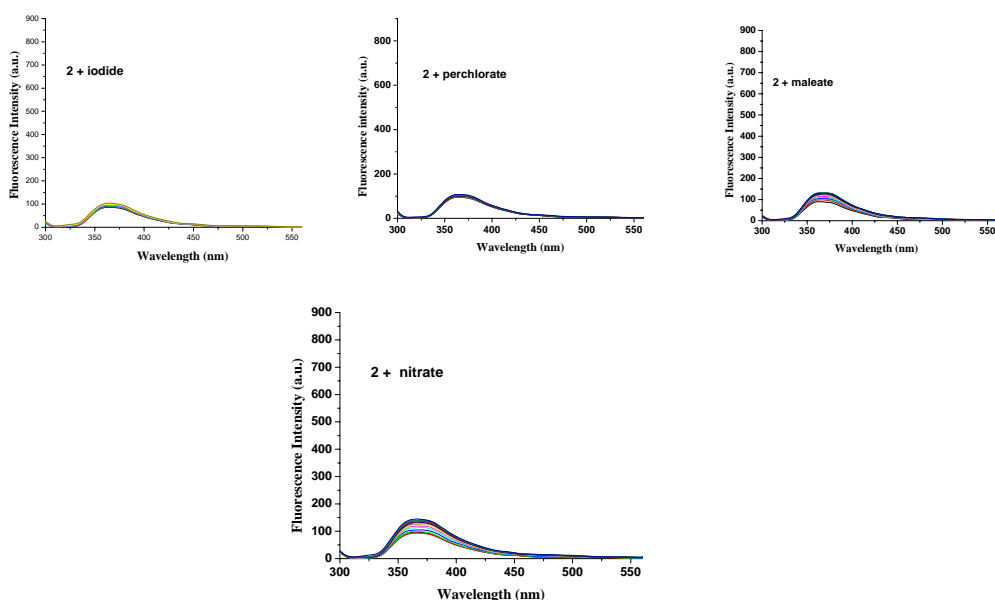 900
800
700
600
500
400
300
200
100
0
Fluorescence Intensity (a.u.)
2 + iodide
300 350 400 450 500 550
Wavelength (nm)
800
600
400
200
0
Fluorescence intensity (a.u.)
2 + perchlorate
300 350 400 450 500 550
Wavelength (nm)
900
800
700
600
500
400
300
200
100
0
Fluorescence Intensity (a.u.)
2 + maleate
300 350 400 450 500 550
Wavelength (nm)
900
800
700
600
500
400
300
200
100
0
Fluorescence Intensity (a.u.)
2 + nitrate
300 350 400 450 500 550
Wavelength (nm)